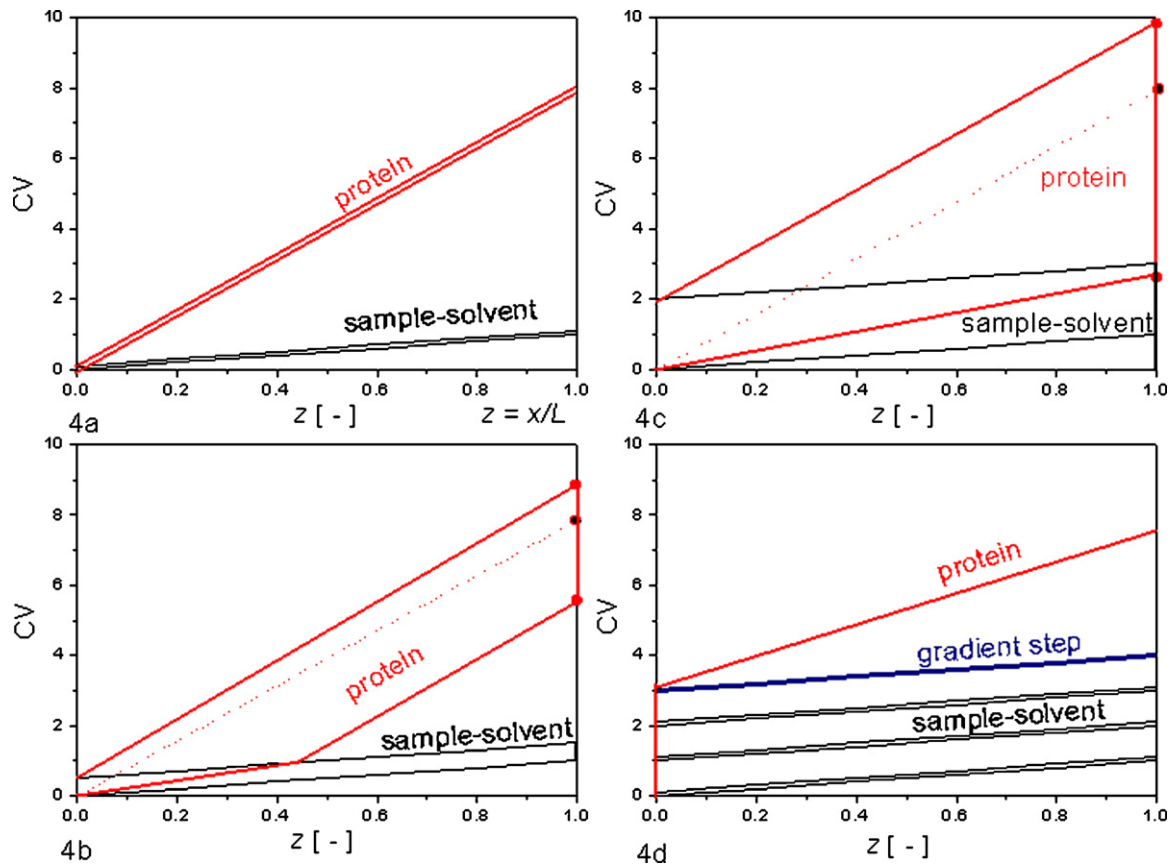 10
8
6
4
2
0
CV
protein
sample-solvent
0.0 0.2 0.4 0.6 0.8 1.0
4a
z [ - ]
z = x/L
10
8
6
4
2
0
CV
protein
sample-solvent
0.0 0.2 0.4 0.6 0.8 1.0
4c
z [ - ]
10
8
6
4
2
0
CV
protein
sample-solvent
0.0 0.2 0.4 0.6 0.8 1.0
4b
z [ - ]
10
8
6
4
2
0
CV
protein
gradient step
sample-solvent
0.0 0.2 0.4 0.6 0.8 1.0
4d
z [ - ]